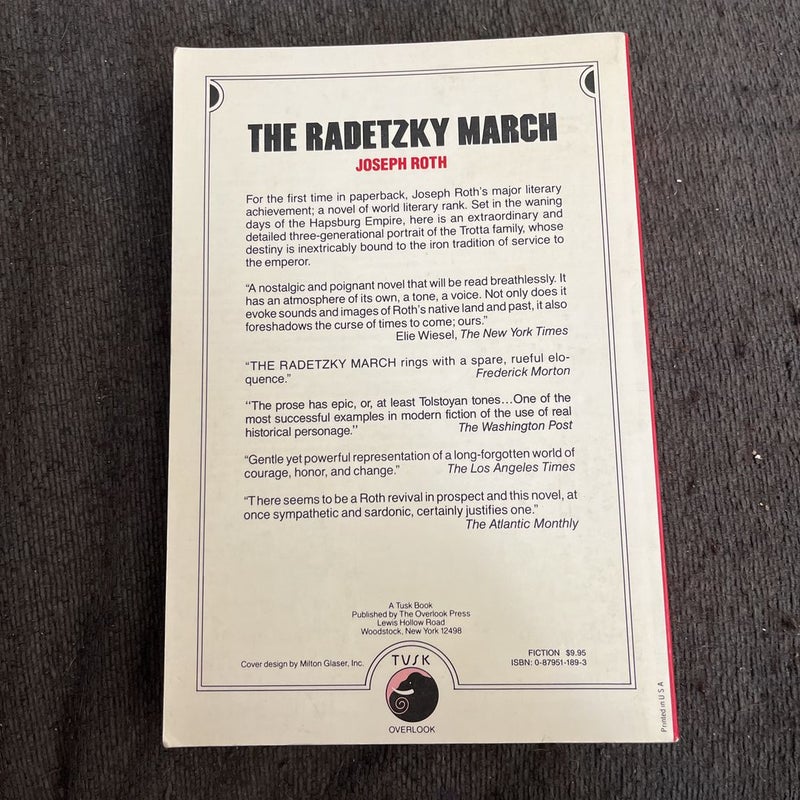 THE RADETZKY MARCH
JOSEPH ROTH
For the first time in paperback, Joseph Roth's major literary
achievement; a novel of world literary rank. Set in the waning
days of the Hapsburg Empire, here is an extraordinary and
detailed three-generational portrait of the Trotta family, whose
destiny is inextricably bound to the iron tradition of service to
the emperor.
“A nostalgic and poignant novel that will be read breathlessly. It
has an atmosphere of its own, a tone, a voice. Not only does it
evoke sounds and images of Roth's native land and past, it also
foreshadows the curse of times to come; ours.”
Elie Wiesel, The New York Times
“THE RADETZKY MARCH rings with a spare, rueful elo-
quence.” Frederick Morton
''The prose has epic, or, at least Tolstoyan tones...One of the
most successful examples in modern fiction of the use of real
historical personage.'' The Washington Post
“Gentle yet powerful representation of a long-forgotten world of
courage, honor, and change.” The Los Angeles Times
“There seems to be a Roth revival in prospect and this novel, at
once sympathetic and sardonic, certainly justifies one.”
The Atlantic Monthly
A Tusk Book
Published by The Overlook Press
Lewis Hollow Road
Woodstock, New York 12498
Cover design by Milton Glaser, Inc.
TUSK
OVERLOOK
FICTION $9.95
ISBN: 0-87951-189-3
Printed in U S A